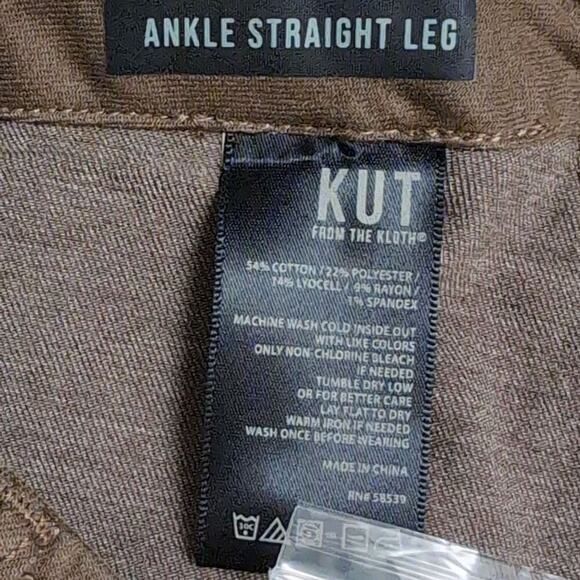 ANKLE STRAIGHT LEG
KUT
FROM THE KLOTH®
54% COTTON / 22% POLYESTER /
14% LYOCELL / 9% RAYON /
1% SPANDEX
MACHINE WASH COLD INSIDE OUT
WITH LIKE COLORS
ONLY NON-CHLORINE BLEACH
IF NEEDED
TUMBLE DRY LOW
OR FOR BETTER CARE
LAY FLAT TO DRY
WARM IRON IF NEEDED
WASH ONCE BEFORE WEARING
MADE IN CHINA
RN# 58539
30C